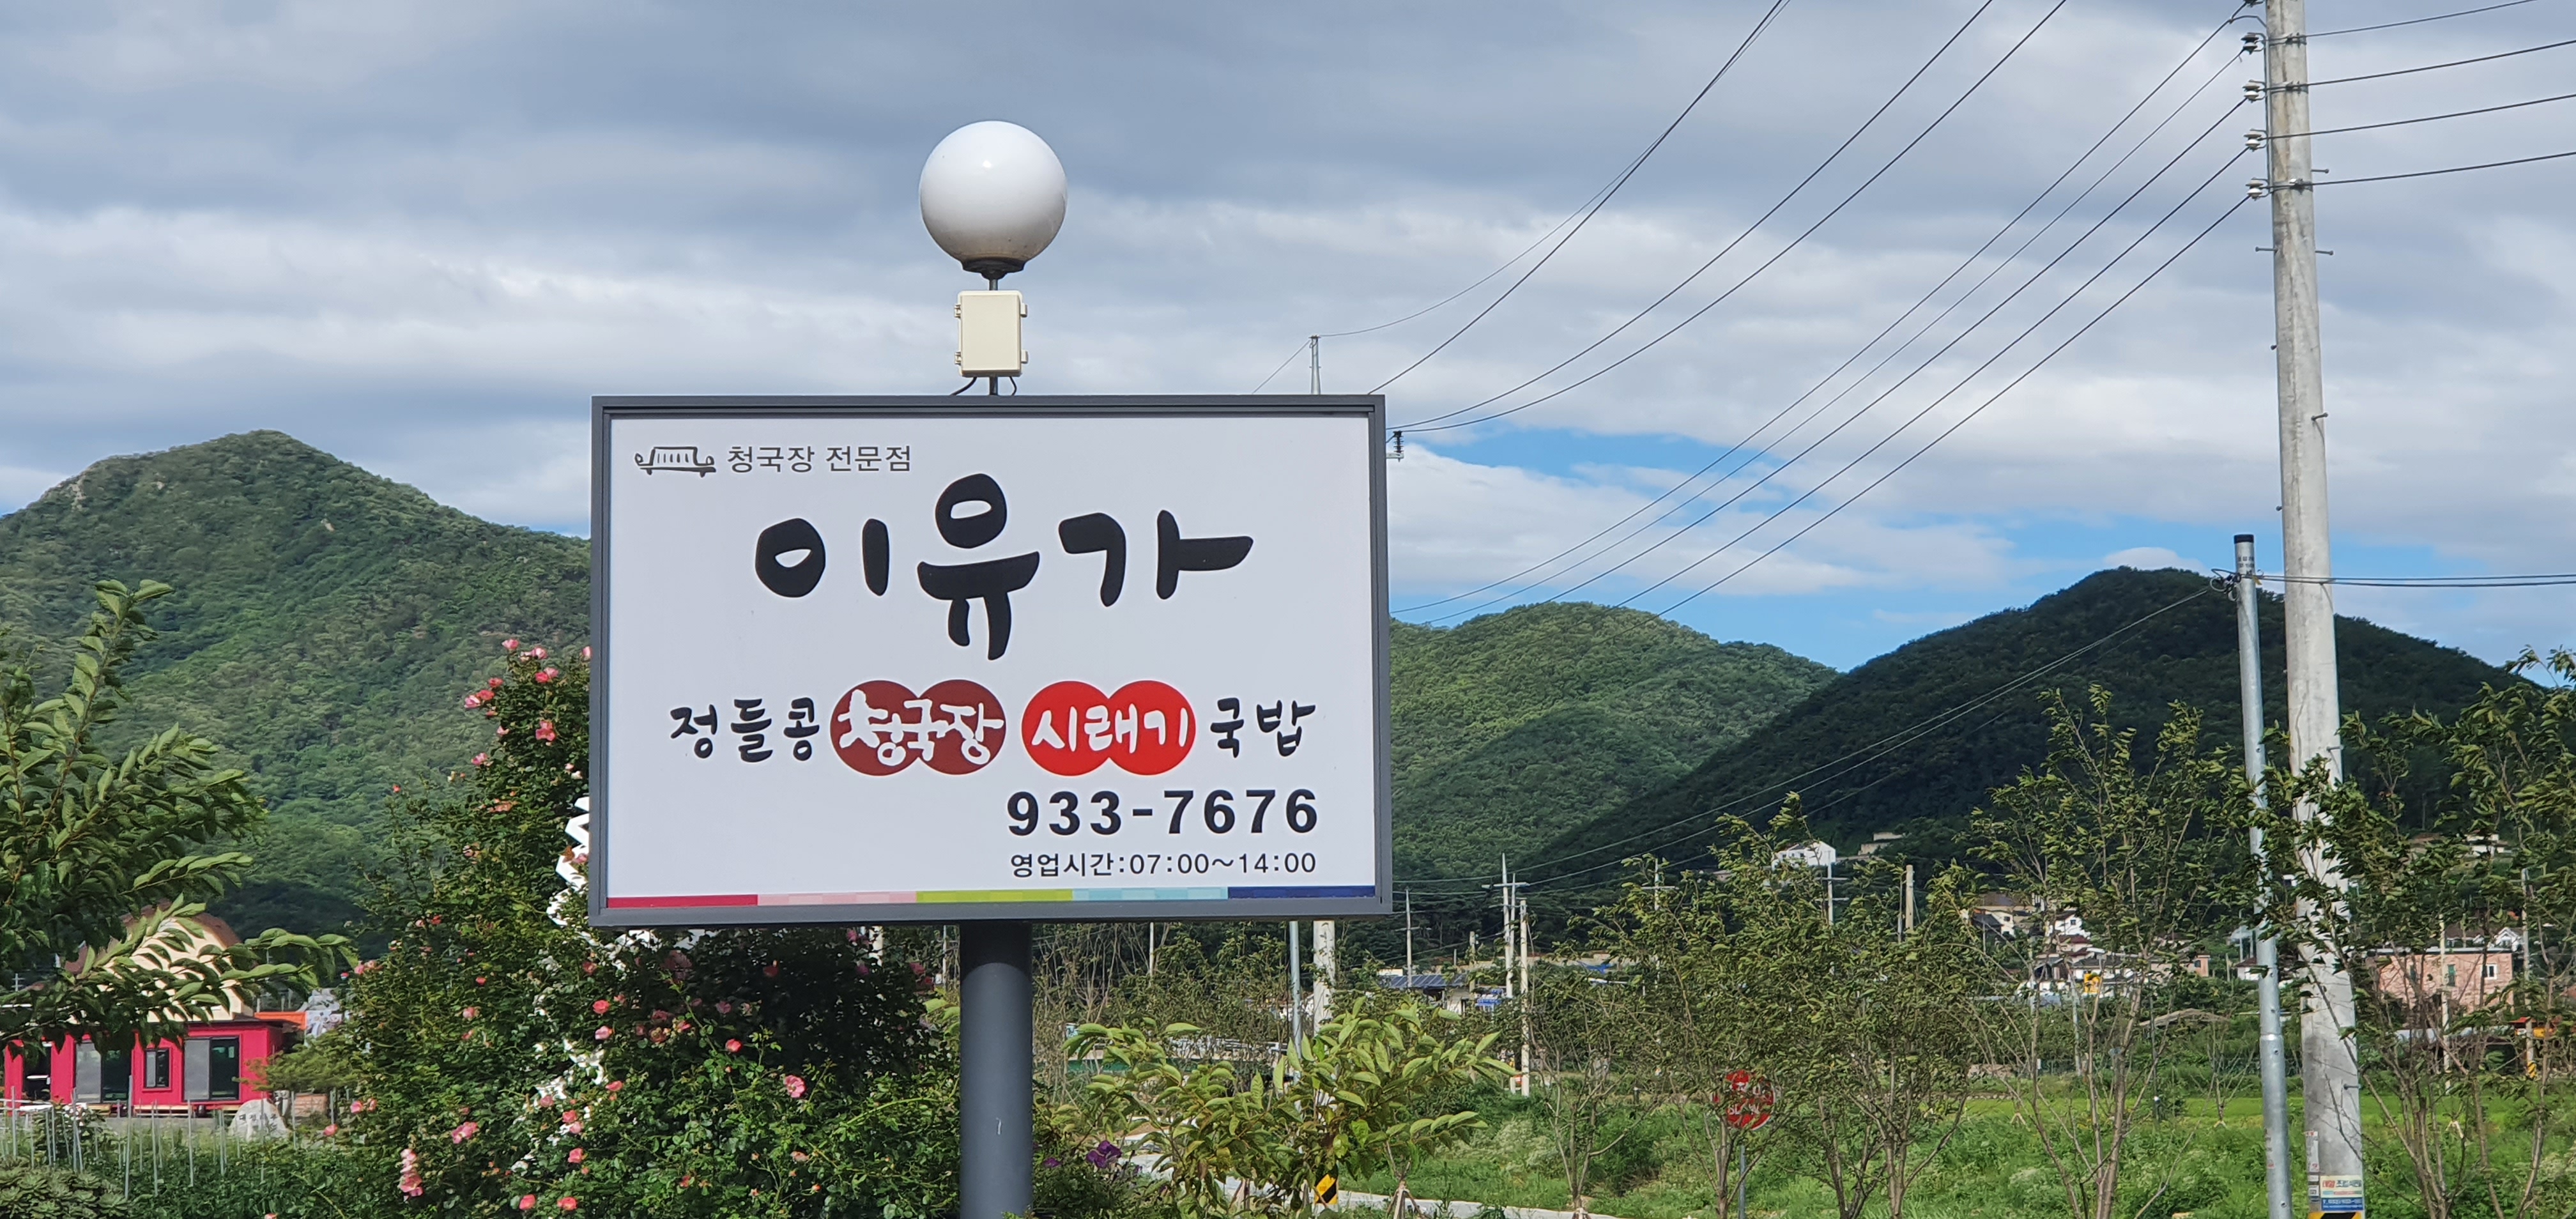 청국장 전문점
이유가
정들콩 청국장 시래기 국밥
933-7676
영업시간:07:00~14:00